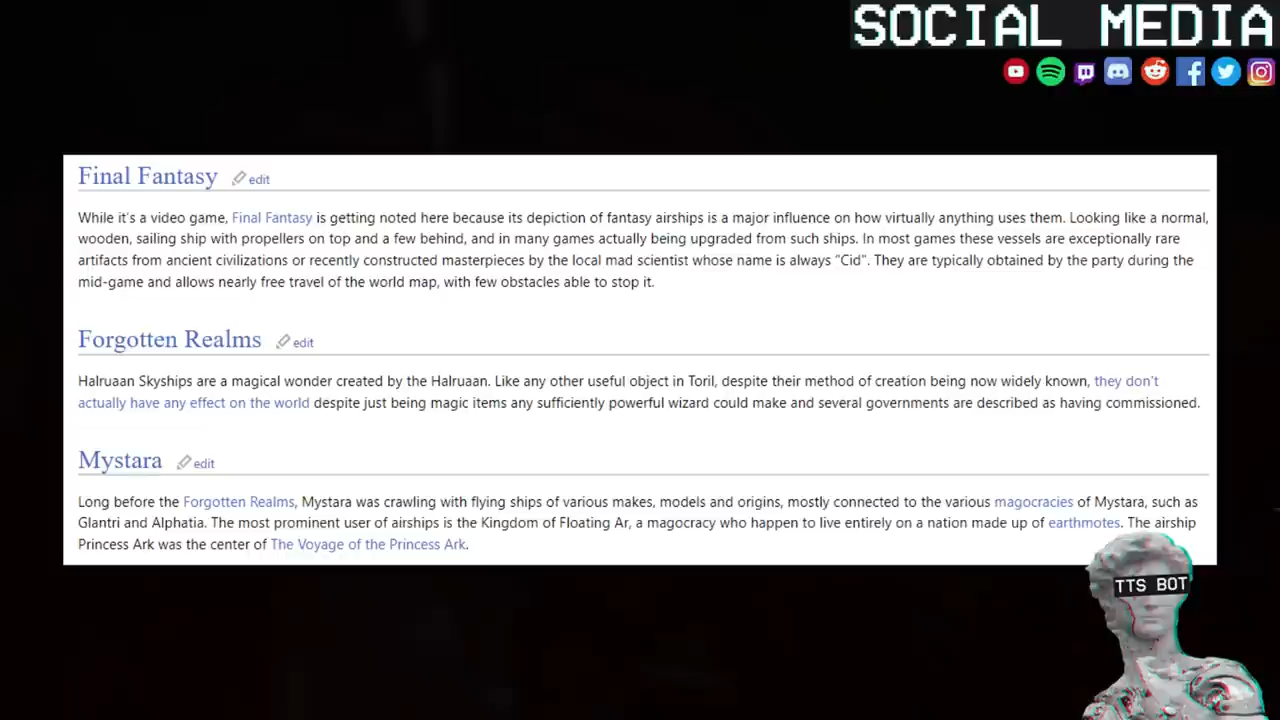 SOCIAL MEDIA
Final Fantasy edit
While it's a video game, Final Fantasy is getting noted here because its depiction of fantasy airships is a major influence on how virtually anything uses them. Looking like a normal,
wooden, sailing ship with propellers on top and a few behind, and in many games actually being upgraded from such ships. In most games these vessels are exceptionally rare
artifacts from ancient civilizations or recently constructed masterpieces by the local mad scientist whose name is always “Cid”. They are typically obtained by the party during the
mid-game and allows nearly free travel of the world map, with few obstacles able to stop it.
Forgotten Realms edit
Halruaan Skyships are a magical wonder created by the Halruaan. Like any other useful object in Toril, despite their method of creation being now widely known, they don't
actually have any effect on the world despite just being magic items any sufficiently powerful wizard could make and several governments are described as having commissioned.
Mystara edit
Long before the Forgotten Realms, Mystara was crawling with flying ships of various makes, models and origins, mostly connected to the various magocracies of Mystara, such as
Glantri and Alphatia. The most prominent user of airships is the Kingdom of Floating Ar, a magocracy who happen to live entirely on a nation made up of earthmotes. The airship
Princess Ark was the center of The Voyage of the Princess Ark.
TTS BOT